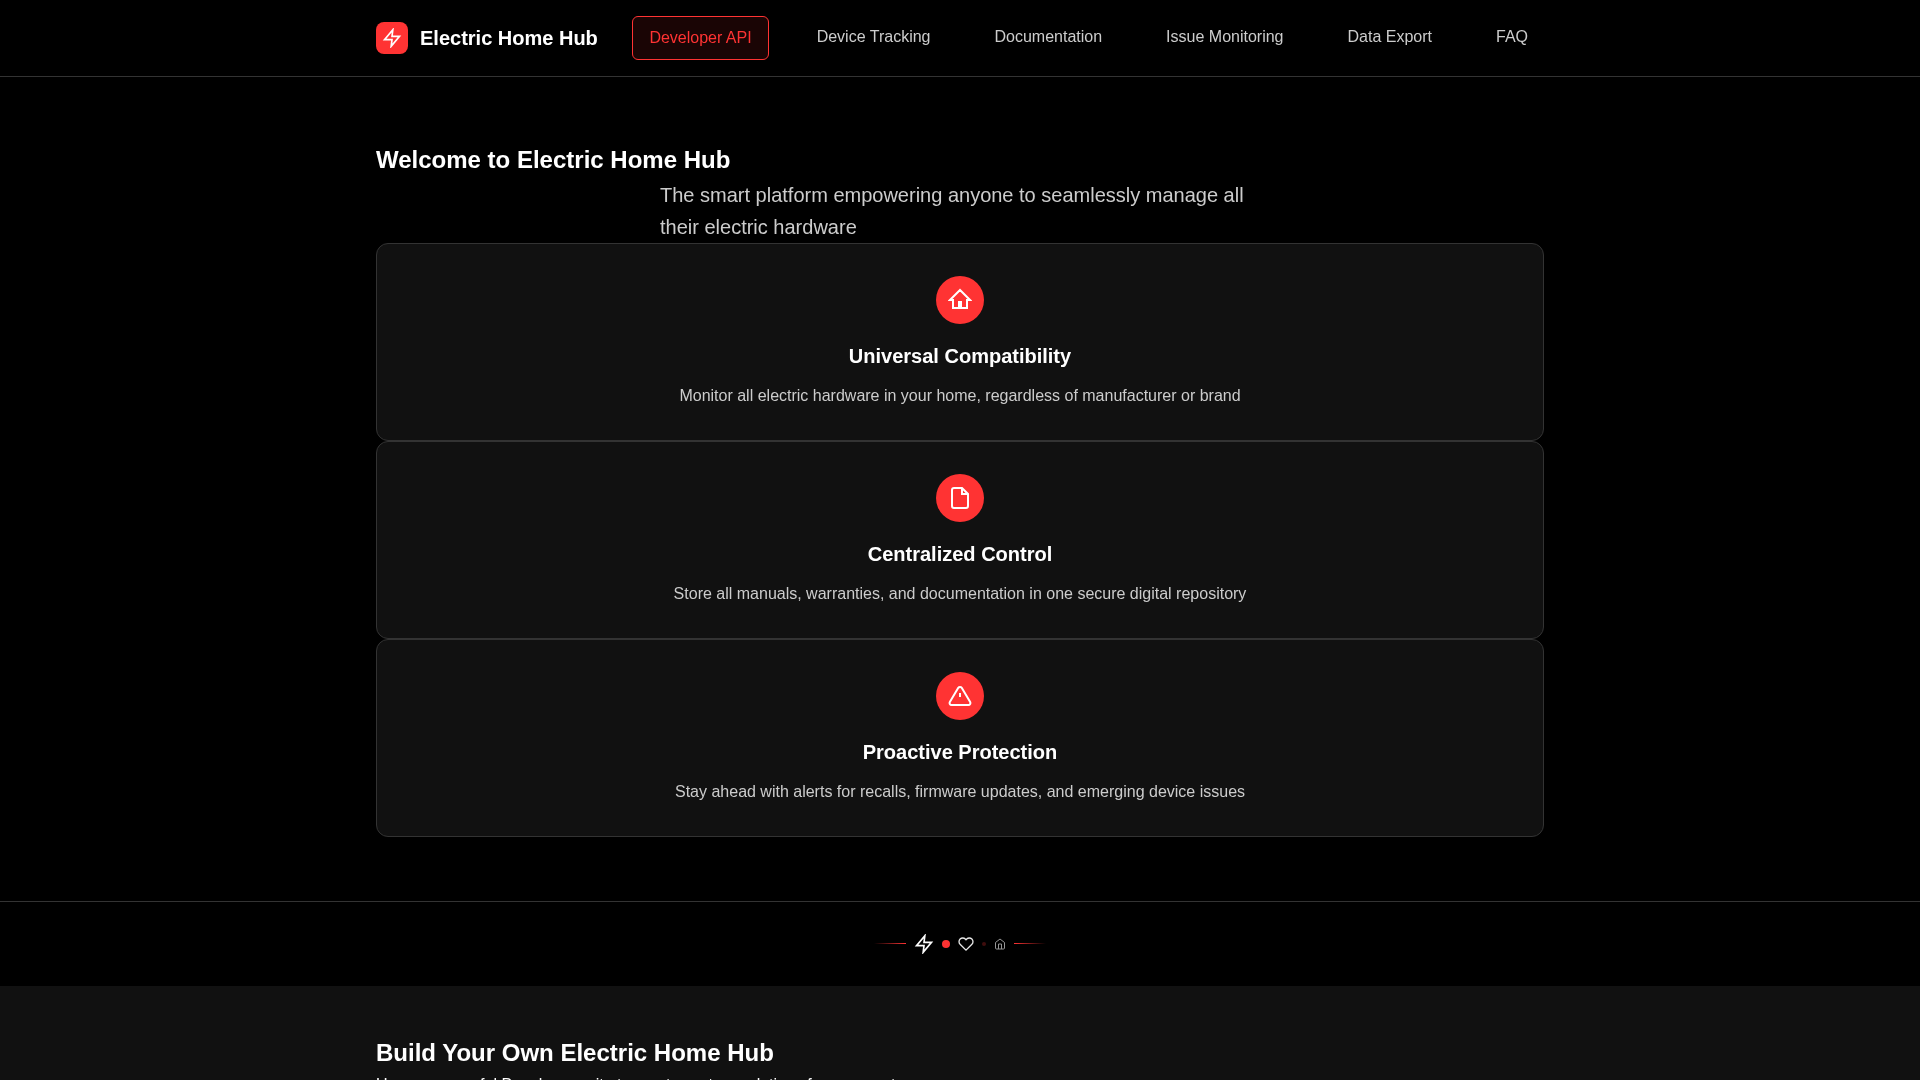 Electric Home Hub
Developer API
Device Tracking
Documentation
Issue Monitoring
Data Export
FAQ
Welcome to Electric Home Hub
The smart platform empowering anyone to seamlessly manage all
their electric hardware
Universal Compatibility
Monitor all electric hardware in your home, regardless of manufacturer or brand
Centralized Control
Store all manuals, warranties, and documentation in one secure digital repository
Proactive Protection
Stay ahead with alerts for recalls, firmware updates, and emerging device issues
Build Your Own Electric Home Hub